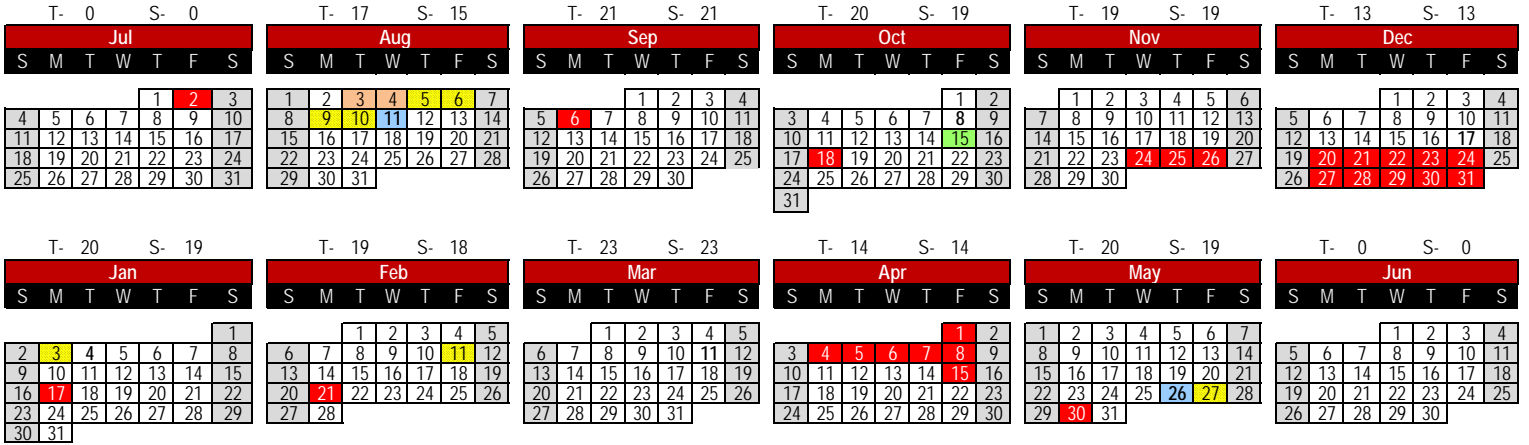 T- 0 S- 0 T- 17 S- 15 T- 21 S- 21 T- 20 S- 19 T- 19 S- 19 T- 13 S- 13
Jul Aug Sep Oct Nov Dec
S M T W T F S S M T W T F S S M T W T F S S M T W T F S S M T W T F S S M T W T F S
1 2 3 1 2 3 4 5 6 7 1 2 3 4 1 2 1 2 3 4 5 6 1 2 3 4
4 5 6 7 8 9 10 8 9 10 11 12 13 14 5 6 7 8 9 10 11 3 4 5 6 7 8 9 7 8 9 10 11 12 13 5 6 7 8 9 10 11
11 12 13 14 15 16 17 15 16 17 18 19 20 21 12 13 14 15 16 17 18 10 11 12 13 14 15 16 14 15 16 17 18 19 20 12 13 14 15 16 17 18
18 19 20 21 22 23 24 22 23 24 25 26 27 28 19 20 21 22 23 24 25 17 18 19 20 21 22 23 21 22 23 24 25 26 27 19 20 21 22 23 24 25
25 26 27 28 29 30 31 29 30 31 26 27 28 29 30 24 25 26 27 28 29 30 28 29 30 26 27 28 29 30 31
31
T- 20 S- 19 T- 19 S- 18 T- 23 S- 23 T- 14 S- 14 T- 20 S- 19 T- 0 S- 0
Jan Feb Mar Apr May Jun
S M T W T F S S M T W T F S S M T W T F S S M T W T F S S M T W T F S S M T W T F S
1 1 2 3 4 5 1 2 3 4 5 1 2 1 2 3 4 5 6 7 1 2 3 4
2 3 4 5 6 7 8 6 7 8 9 10 11 12 6 7 8 9 10 11 12 3 4 5 6 7 8 9 8 9 10 11 12 13 14 5 6 7 8 9 10 11
9 10 11 12 13 14 15 13 14 15 16 17 18 19 13 14 15 16 17 18 19 10 11 12 13 14 15 16 15 16 17 18 19 20 21 12 13 14 15 16 17 18
16 17 18 19 20 21 22 20 21 22 23 24 25 26 20 21 22 23 24 25 26 17 18 19 20 21 22 23 22 23 24 25 26 27 28 19 20 21 22 23 24 25
23 24 25 26 27 28 29 27 28 27 28 29 30 31 24 25 26 27 28 29 30 29 30 31 26 27 28 29 30
30 31